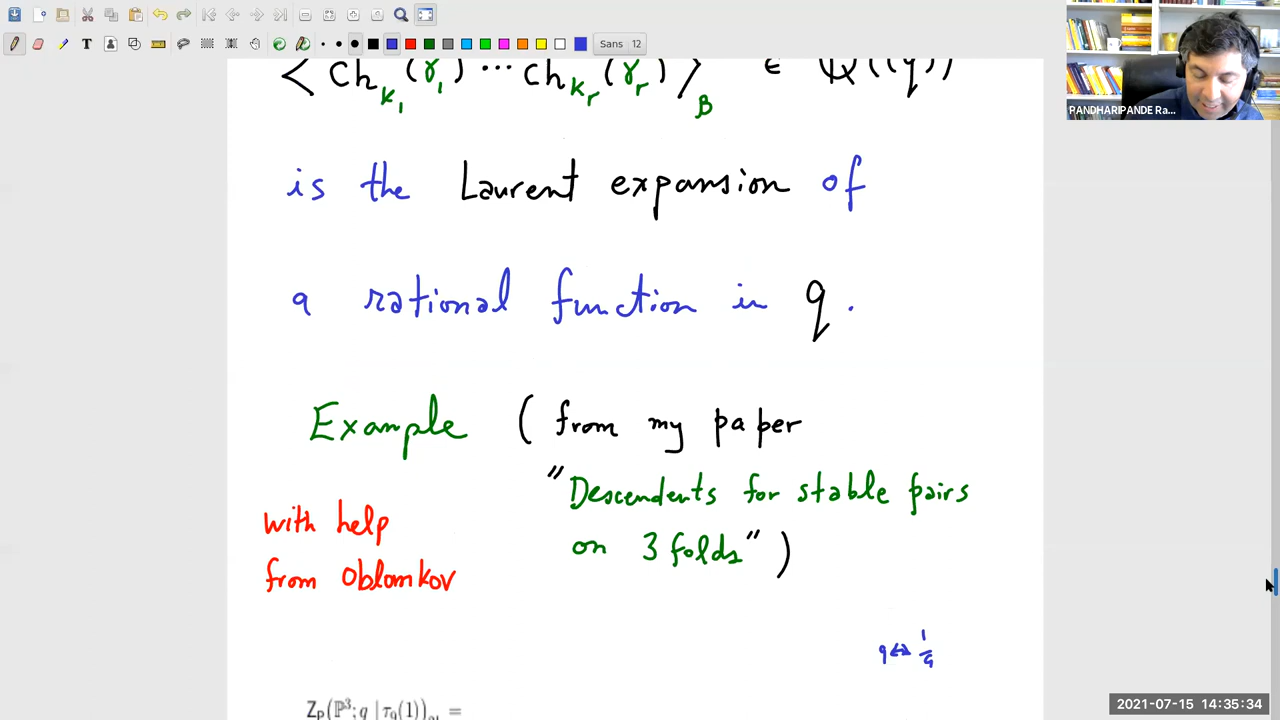 Sans 12
PANDHARIPANDE Ra...
< Ch_{k_1}(γ_1) ··· Ch_{k_r}(γ_r) >_β ∈ Q((q))
is the Laurent expansion of
a rational function in q.
Example (from my paper
"Descendents for stable pairs
on 3 folds")
with help
from Oblomkov
q ↔ 1/q
Z_P(ℙ³; q | τ_9(1)) =
2021-07-15 14:35:34